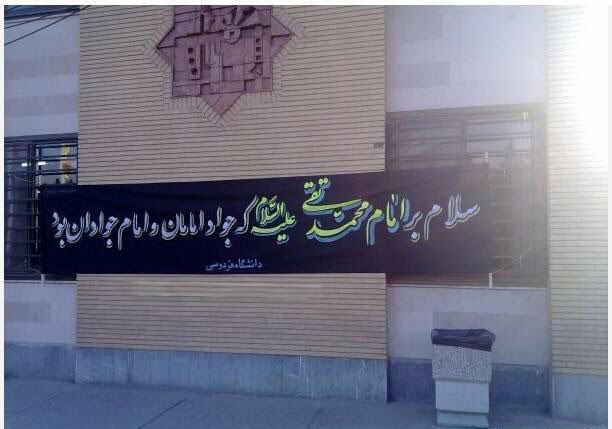 سلام بر امام محمد تقی علیه السلام که جواد امامان و امام جوادان بود
دانشگاه فردوسی